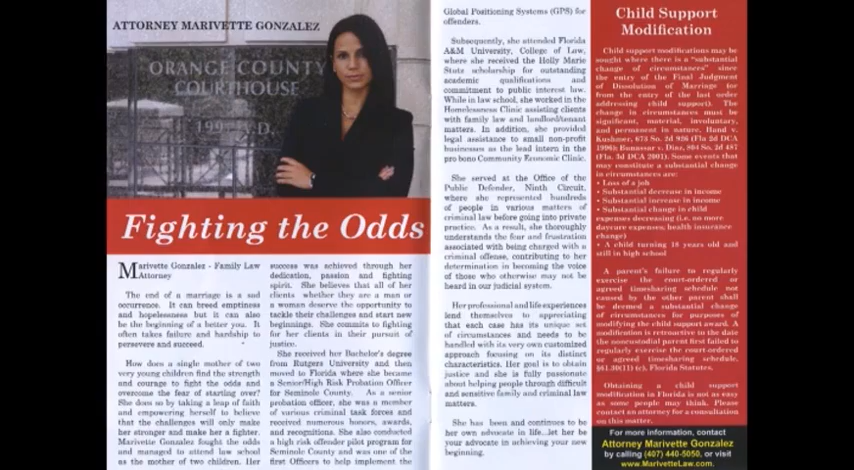 ATTORNEY MARIVETTE GONZALEZ
ORANGE COUNTY
COURTHOUSE
Fighting the Odds
Marivette Gonzalez - Family Law
Attorney
The end of a marriage is a sad
occurrence. It can breed emptiness
and hopelessness but it can also
be the beginning of a better you. It
often takes failure and hardship to
persevere and succeed.
How does a single mother of two
very young children find the strength
and courage to fight the odds and
overcome the fear of starting over?
She does so by taking a leap of faith
and empowering herself to believe
that the challenges will only make
her stronger and make her a fighter.
Marivette Gonzalez fought the odds
and managed to attend law school
as the mother of two children. Her
success was achieved through her
dedication, passion and fighting
spirit. She believes that all of her
clients whether they are a man or
a woman deserve the opportunity to
tackle their challenges and start new
beginnings. She commits to fighting
for her clients in their pursuit of
justice.
She received her Bachelor's degree
from Rutgers University and then
moved to Florida where she became
a Senior/High Risk Probation Officer
for Seminole County. As a senior
probation officer, she was a member
of various criminal task forces and
received numerous honors, awards,
and recognitions. She also conducted
a high risk offender pilot program for
Seminole County and was one of the
first Officers to help implement the
Global Positioning Systems (GPS) for
offenders.
Subsequently, she attended Florida
A&M University, College of Law,
where she received the Holly Marie
Stutz scholarship for outstanding
academic qualifications and
commitment to public interest law.
While in law school, she worked in the
Homelessness Clinic assisting clients
with family law and landlord/tenant
matters. In addition, she provided
legal assistance to small non-profit
businesses as the lead intern in the
pro bono Community Economic Clinic.
She served at the Office of the
Public Defender, Ninth Circuit,
where she represented hundreds
of people in various matters of
criminal law before going into private
practice. As a result, she thoroughly
understands the fear and frustration
associated with being charged with a
criminal offense, contributing to her
determination in becoming the voice
of those who otherwise may not be
heard in our judicial system.
Her professional and life experiences
lend themselves to appreciating
that each case has its unique set
of circumstances and needs to be
handled with its very own customized
approach focusing on its distinct
characteristics. Her goal is to obtain
justice and she is fully passionate
about helping people through difficult
and sensitive family and criminal law
matters.
She has been and continues to be
her own advocate in life...let her be
your advocate in achieving your new
beginning.
Child Support
Modification
Child support modifications may be
sought where there is a "substantial
change of circumstances" since
the entry of the Final Judgment
of Dissolution of Marriage (or
from the entry of the last order
addressing child support). The
change in circumstances must be
significant, material, involuntary,
and permanent in nature.
1996);
(Fla. 3d DCA 2001). Some events that
may constitute a substantial change
in circumstances are:
• Loss of a job
• Substantial decrease in income
• Substantial increase in income
• Substantial change in child
expenses decreasing (i.e. no more
daycare expenses; health insurance
change)
• A child turning 18 years old and
still in high school
A parent's failure to regularly
exercise the court-ordered or
agreed timesharing schedule not
caused by the other parent shall
be deemed a substantial change
of circumstances for purposes of
modifying the child support award. A
modification is retroactive to the date
the noncustodial parent first failed to
regularly exercise the court-ordered
or agreed timesharing schedule.
§61.30(11) (c), Florida Statutes.
Obtaining a child support
modification in Florida is not as easy
as some people may think. Please
contact an attorney for a consultation
on this matter.
For more information, contact
Attorney Marivette Gonzalez
by calling (407) 440-5050, or visit
www.MarivetteLaw.com.